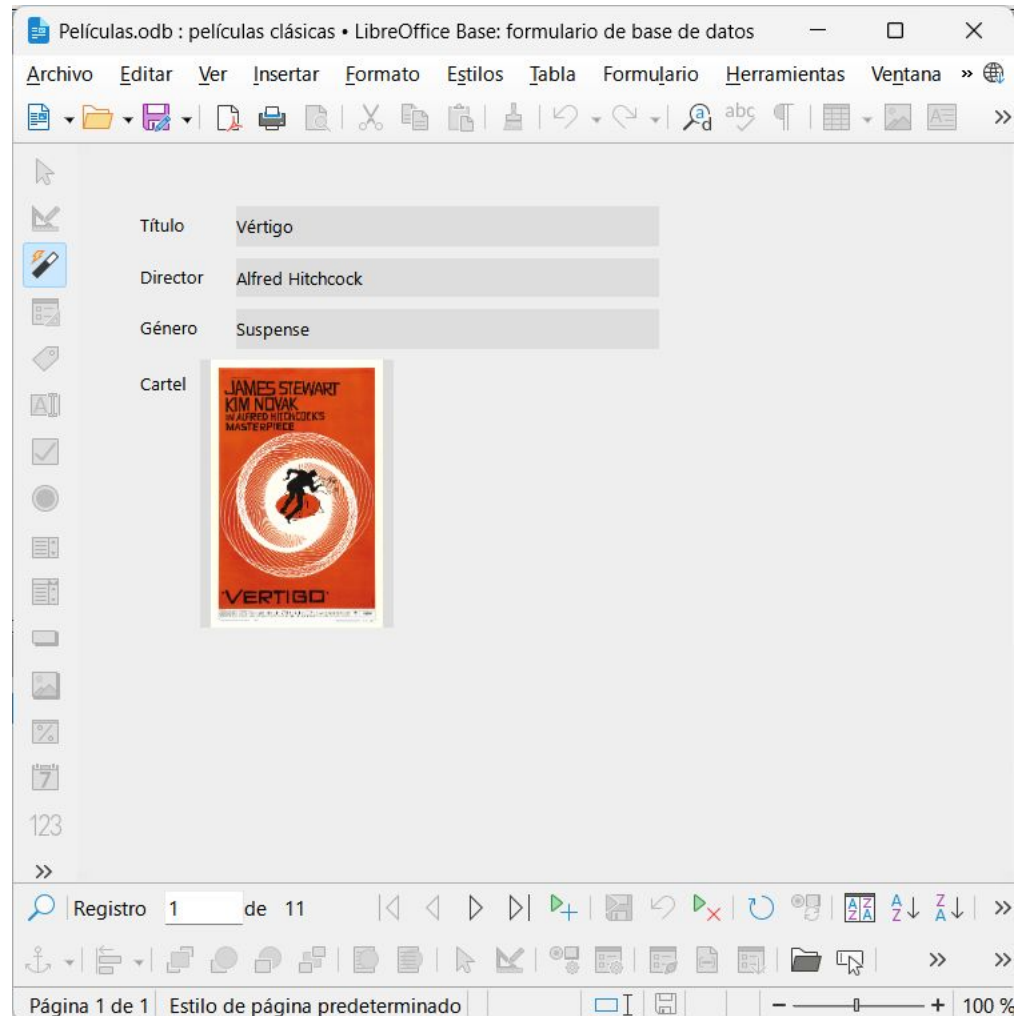 Películas.odb : películas clásicas • LibreOffice Base: formulario de base de datos
Archivo Editar Ver Insertar Formato Estilos Tabla Formulario Herramientas Ventana »
a abç ¶ A »
Título Vértigo
Director Alfred Hitchcock
Género Suspense
Cartel
JAMES STEWART
KIM NOVAK
IN ALFRED HITCHCOCK'S
MASTERPIECE
'VERTIGO'
A
%
7
123
»
Registro 1 de 11 A Z Z A A Z Z A »
» »
Página 1 de 1 Estilo de página predeterminado − + 100 %